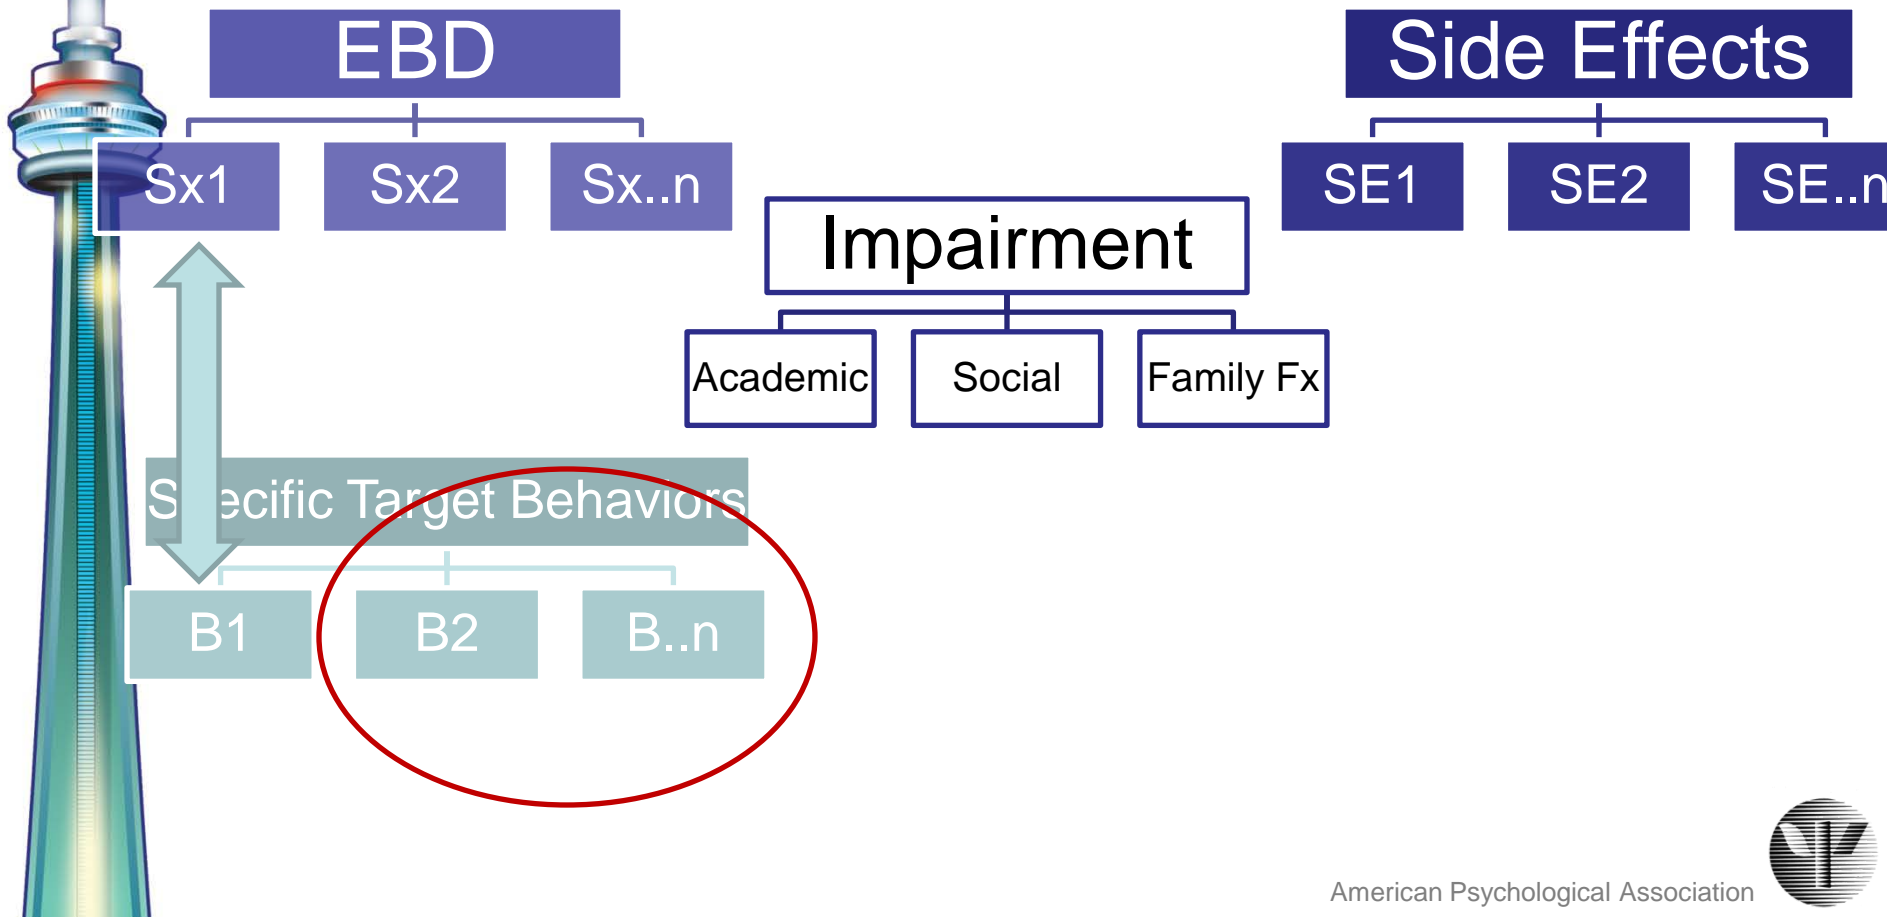 EBD
Sx1
Sx2
Sx..n
Side Effects
SE1
SE2
SE..n
Impairment
Academic
Social
Family Fx
Specific Target Behaviors
B1
B2
B..n
American Psychological Association